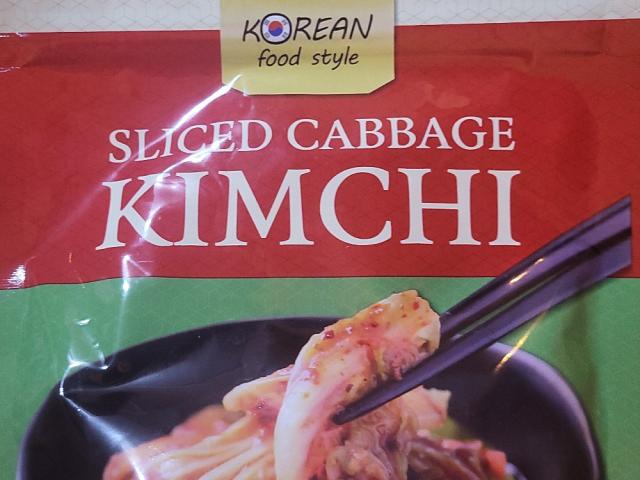 KOREAN
food style
SLICED CABBAGE
KIMCHI